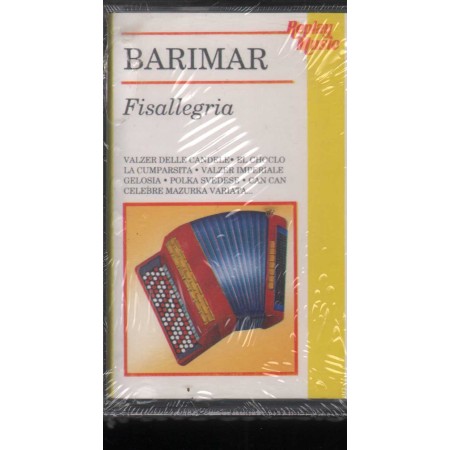 Replay
Music
BARIMAR
Fisallegria
VALZER DELLE CANDELE • EL CHOCLO
LA CUMPARSITA • VALZER IMPERIALE
GELOSIA • POLKA SVEDESE • CAN CAN
CELEBRE MAZURKA VARIATA...